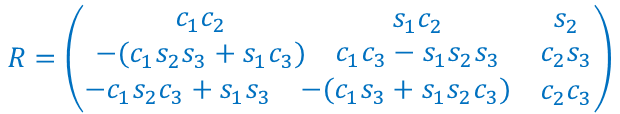 c₁c₂ s₁c₂ s₂
R = ( −(c₁s₂s₃ + s₁c₃) c₁c₃ − s₁s₂s₃ c₂s₃ )
−c₁s₂c₃ + s₁s₃ −(c₁s₃ + s₁s₂c₃) c₂c₃